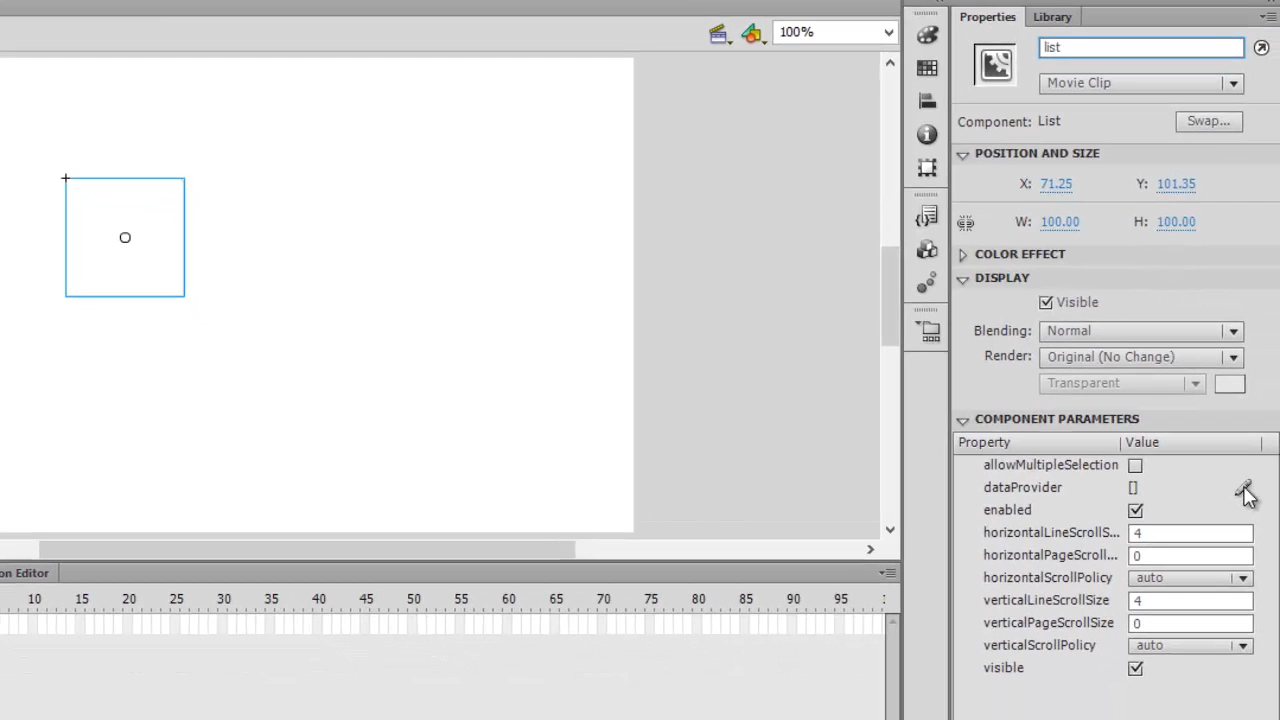 Properties
Library
100%
list
Movie Clip
Component: List
Swap...
POSITION AND SIZE
X: 71.25 Y: 101.35
W: 100.00 H: 100.00
COLOR EFFECT
DISPLAY
Visible
Blending: Normal
Render: Original (No Change)
Transparent
COMPONENT PARAMETERS
Property Value
allowMultipleSelection
dataProvider []
enabled
horizontalLineScrollS... 4
horizontalPageScroll... 0
horizontalScrollPolicy auto
verticalLineScrollSize 4
verticalPageScrollSize 0
verticalScrollPolicy auto
visible
on Editor
10 15 20 25 30 35 40 45 50 55 60 65 70 75 80 85 90 95